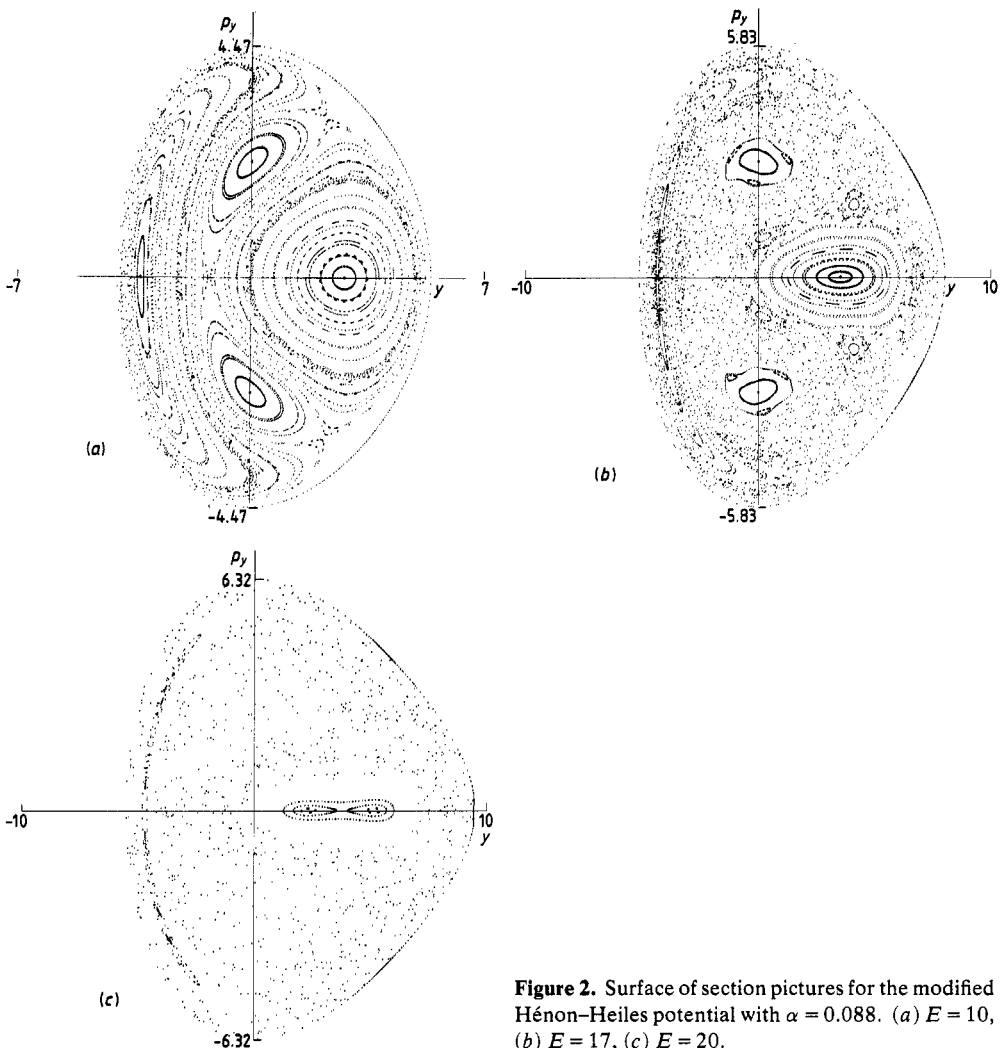 p_y
4.47
-7
y
7
-4.47
(a)
p_y
5.83
-10
y
10
-5.83
(b)
p_y
6.32
-10
10
y
-6.32
(c)
Figure 2. Surface of section pictures for the modified
Hénon–Heiles potential with α = 0.088. (a) E = 10,
(b) E = 17, (c) E = 20.